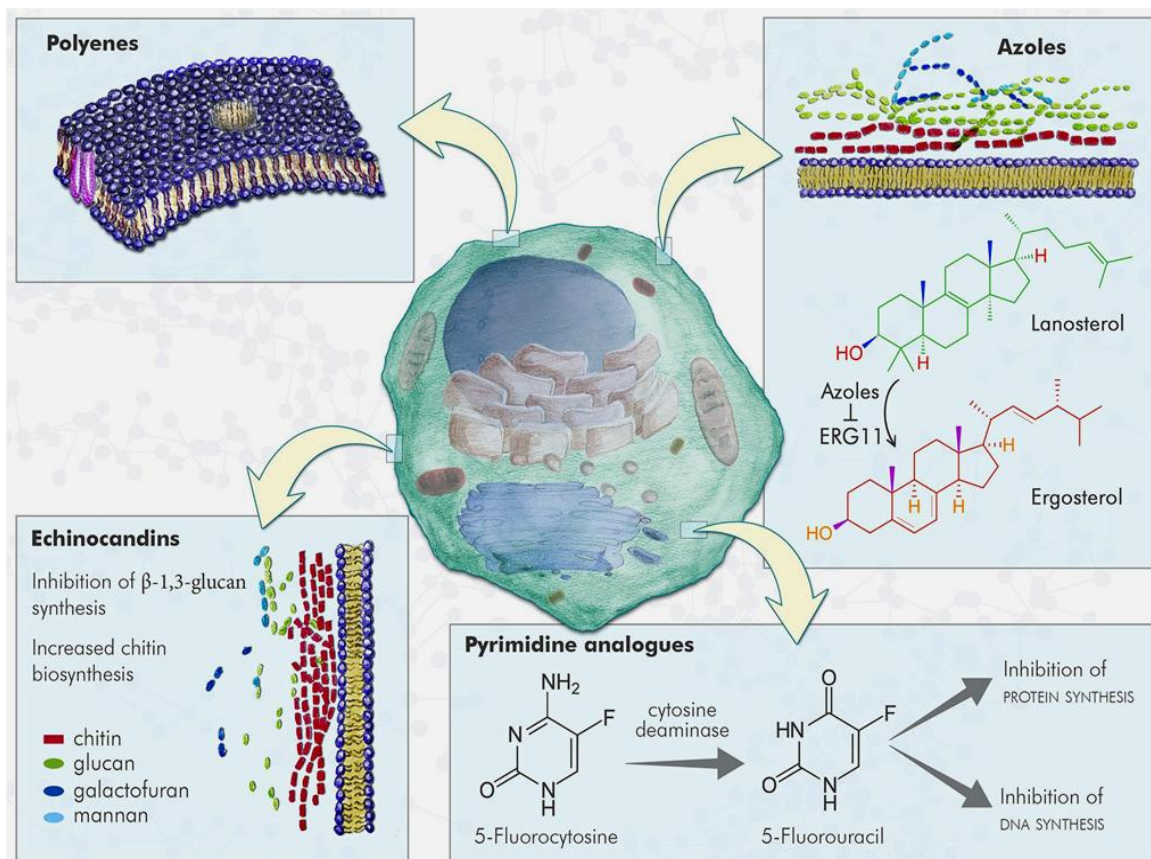 Polyenes
Azoles
H
Lanosterol
HO
H
Azoles
ERG11
H
Ergosterol
H
H
HO
Echinocandins
Inhibition of β-1,3-glucan
synthesis
Increased chitin
biosynthesis
chitin
glucan
galactofuran
mannan
Pyrimidine analogues
NH₂
F
N
O
N
H
5-Fluorocytosine
cytosine
deaminase
O
F
HN
O
N
H
5-Fluorouracil
Inhibition of
PROTEIN SYNTHESIS
Inhibition of
DNA SYNTHESIS